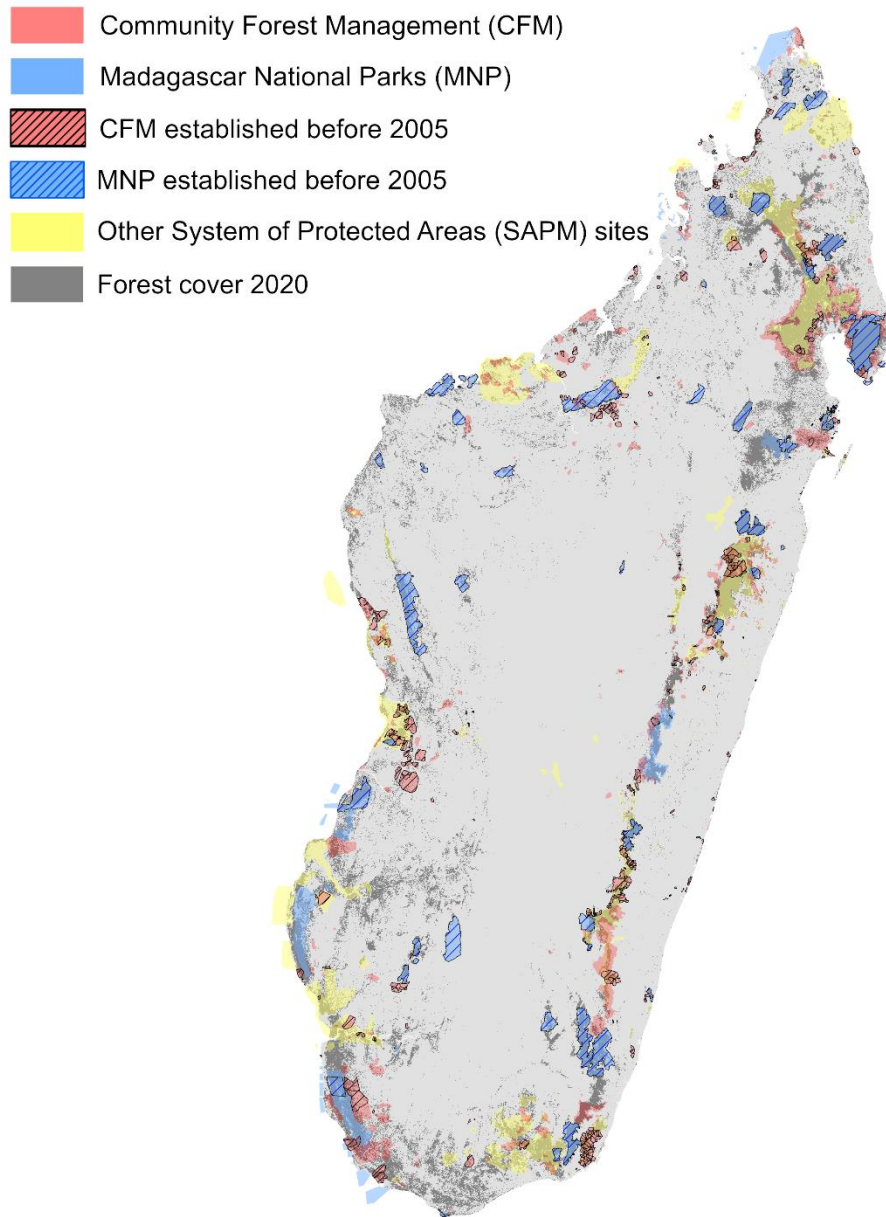 Community Forest Management (CFM)
Madagascar National Parks (MNP)
CFM established before 2005
MNP established before 2005
Other System of Protected Areas (SAPM) sites
Forest cover 2020